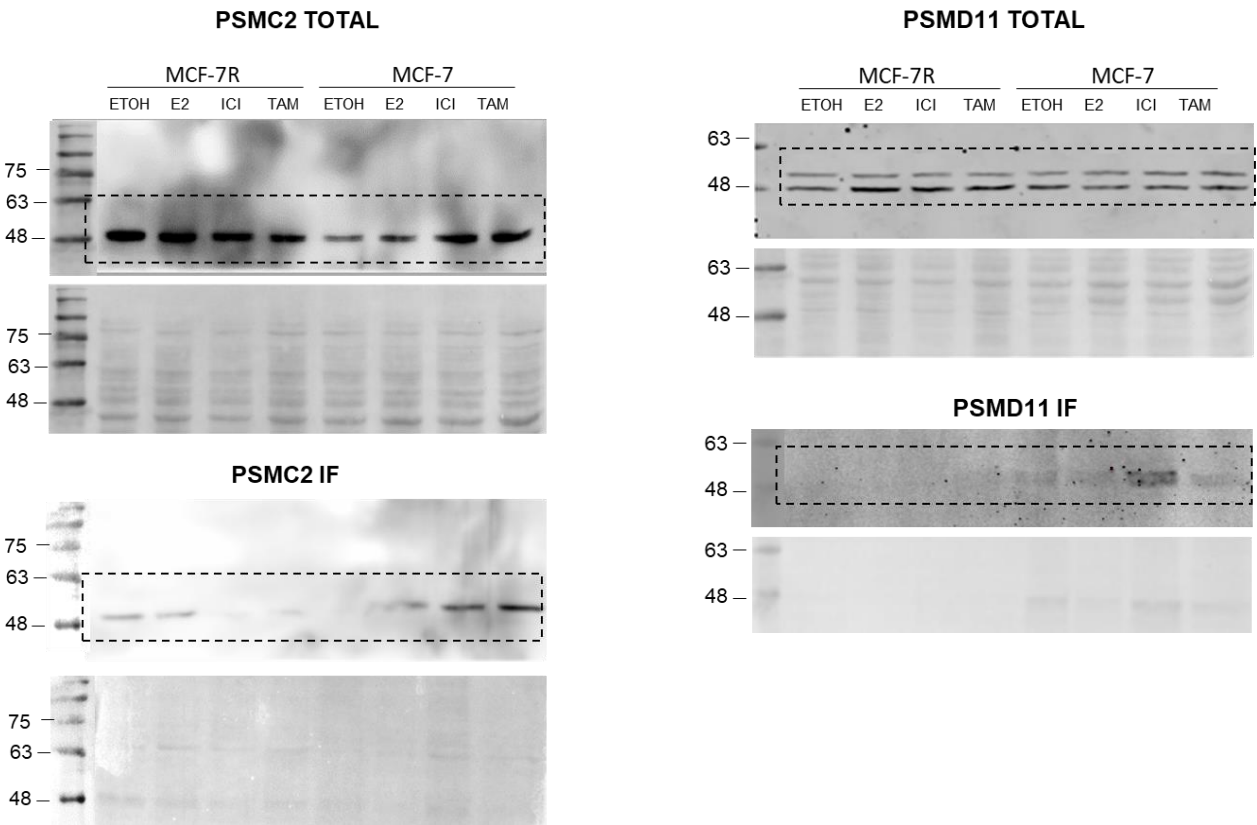 PSMC2 TOTAL
MCF-7R MCF-7
ETOH E2 ICI TAM ETOH E2 ICI TAM
75
63
48
75
63
48
PSMC2 IF
75
63
48
75
63
48
PSMD11 TOTAL
MCF-7R MCF-7
ETOH E2 ICI TAM ETOH E2 ICI TAM
63
48
63
48
PSMD11 IF
63
48
63
48